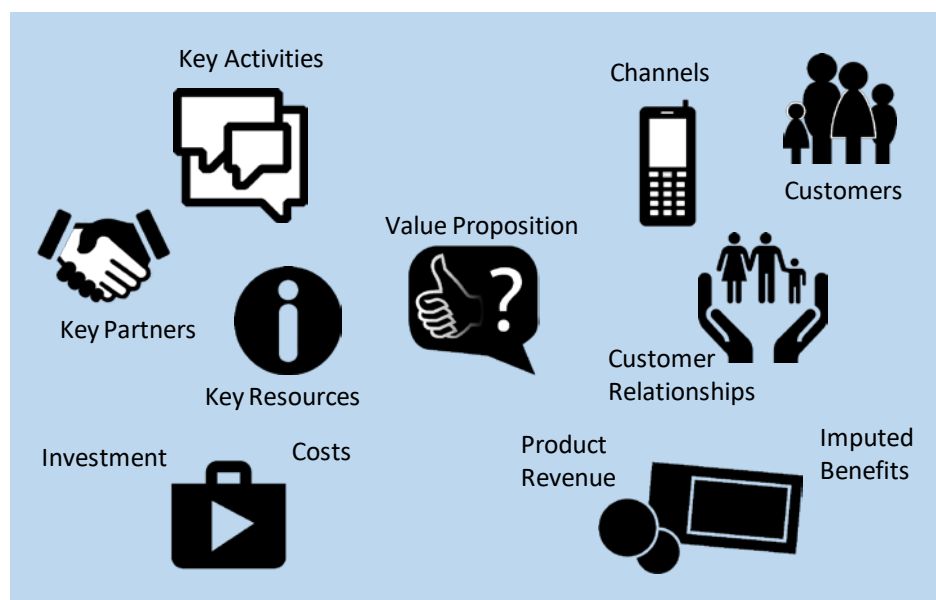 Key Activities
Channels
Customers
Value Proposition
?
Key Partners
i
Customer
Relationships
Key Resources
Investment
Costs
Product
Revenue
Imputed
Benefits